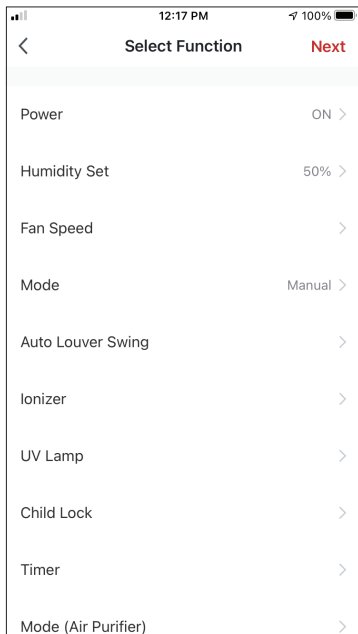 12:17 PM 100%
Select Function Next
Power ON
Humidity Set 50%
Fan Speed
Mode Manual
Auto Louver Swing
Ionizer
UV Lamp
Child Lock
Timer
Mode (Air Purifier)